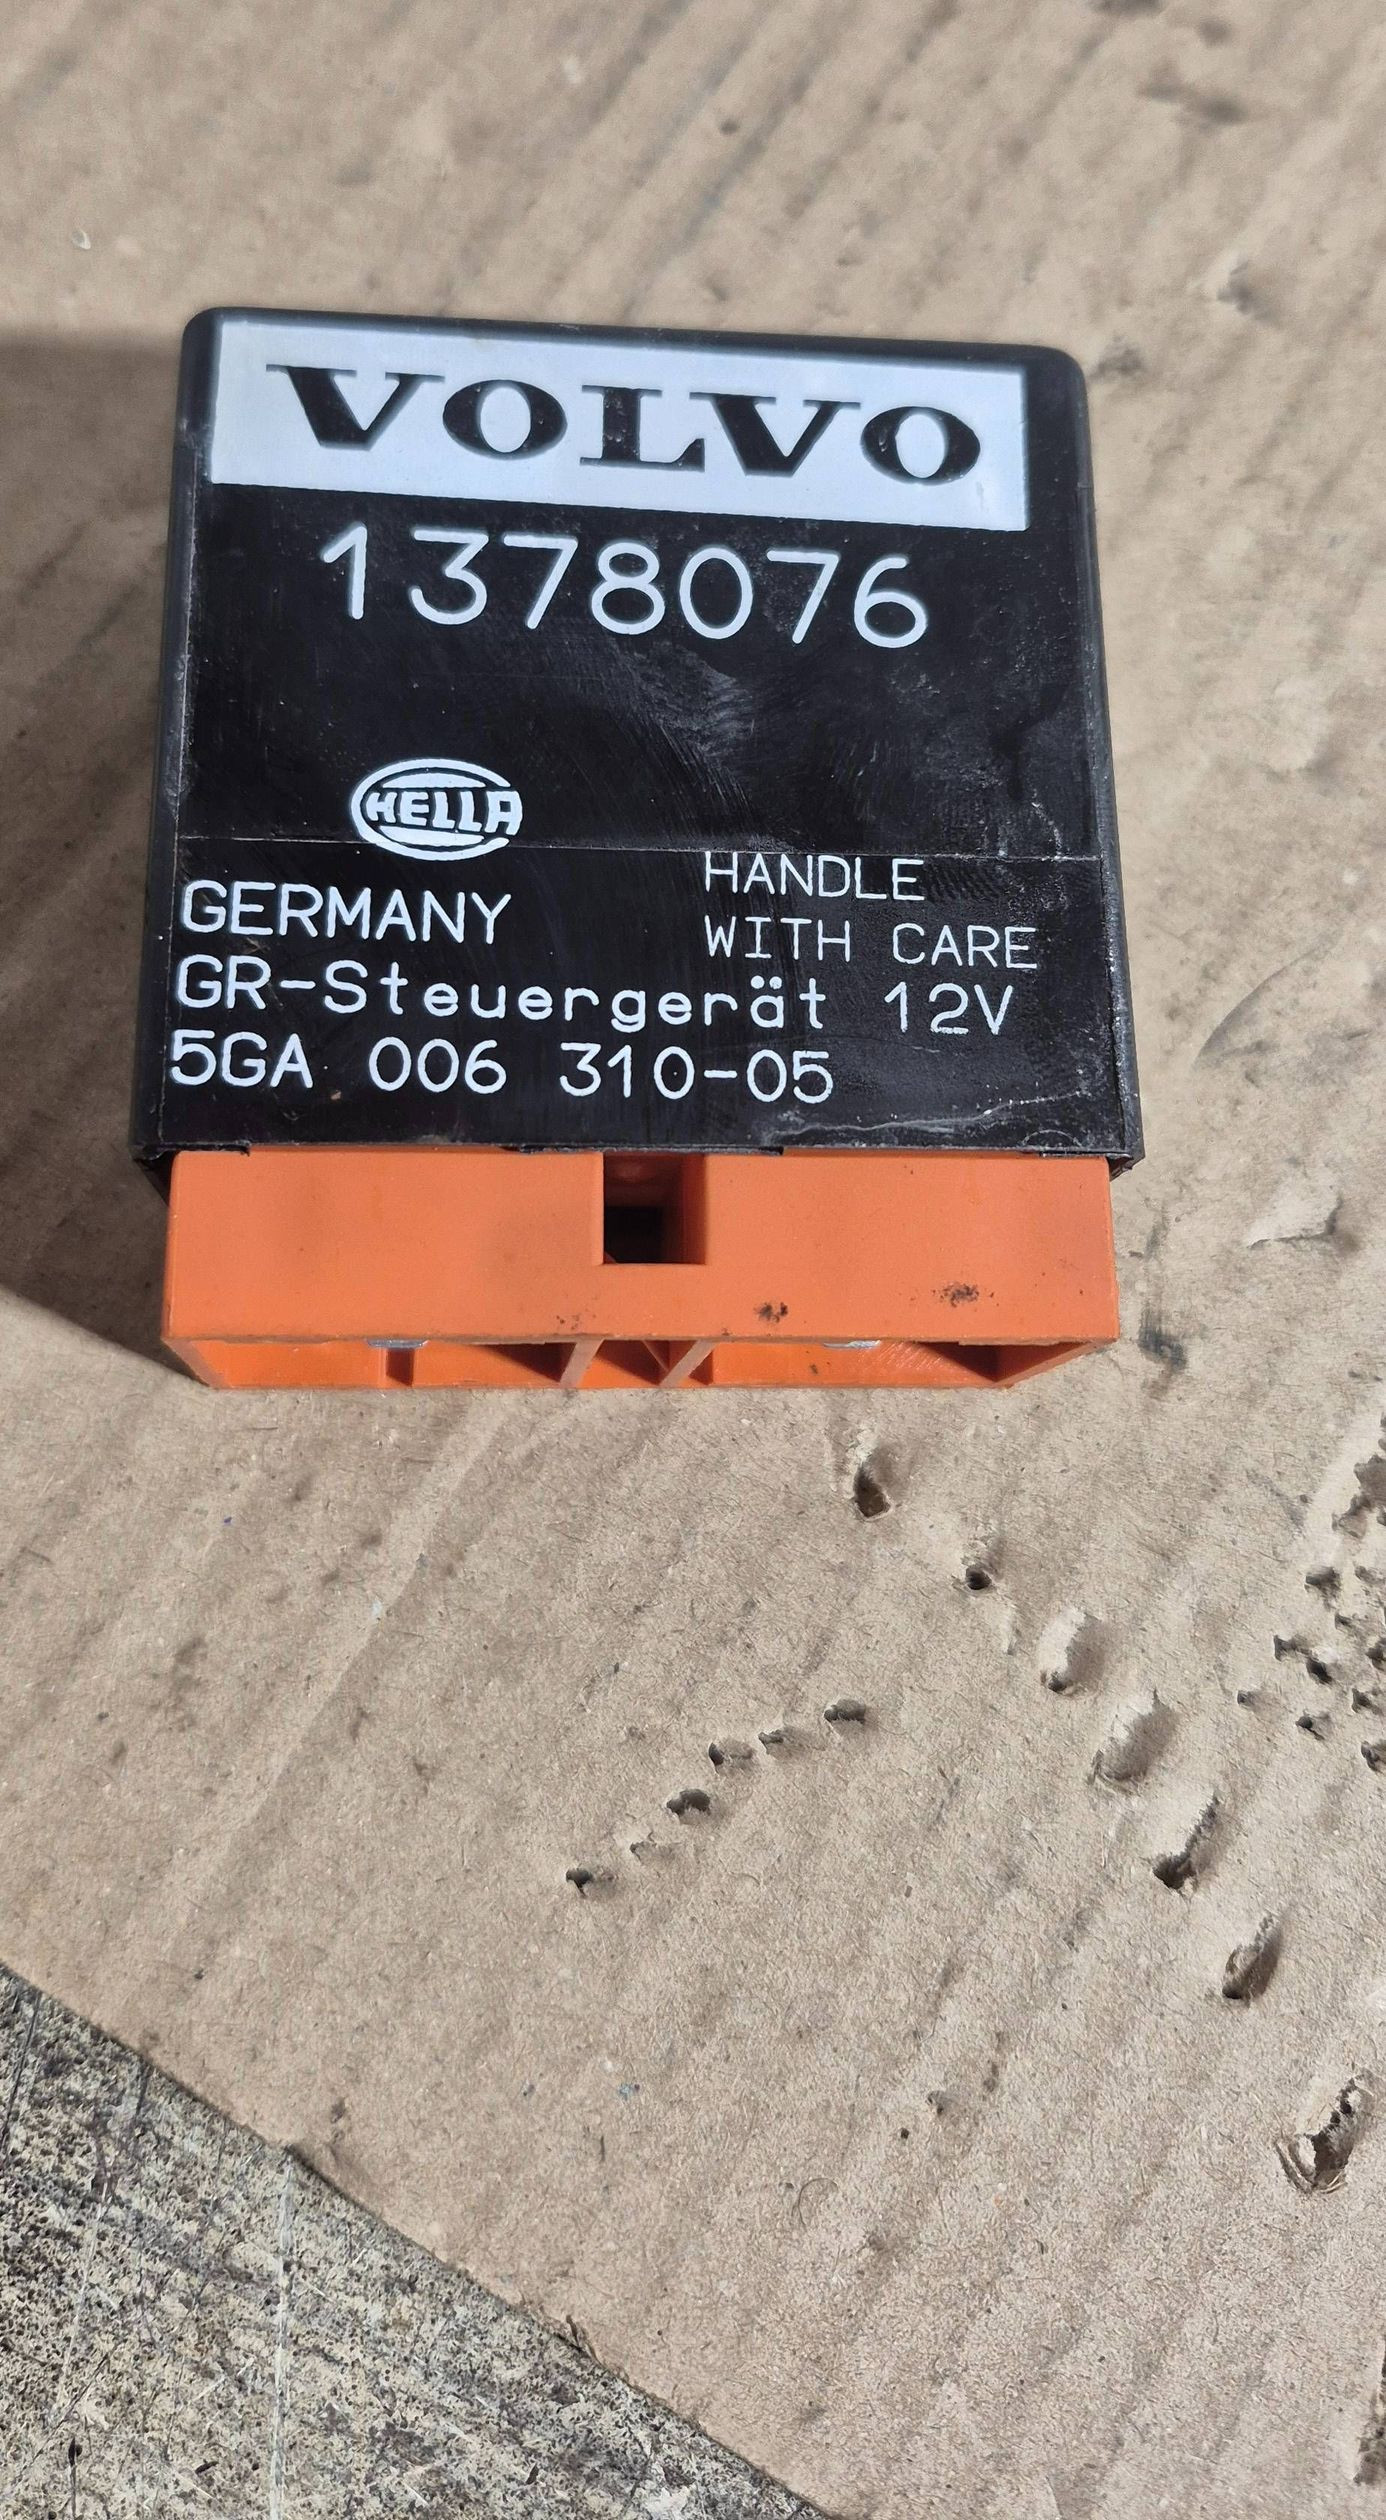 VOLVO
1378076
HELLA
HANDLE
GERMANY WITH CARE
GR-Steuergerät 12V
5GA 006 310-05